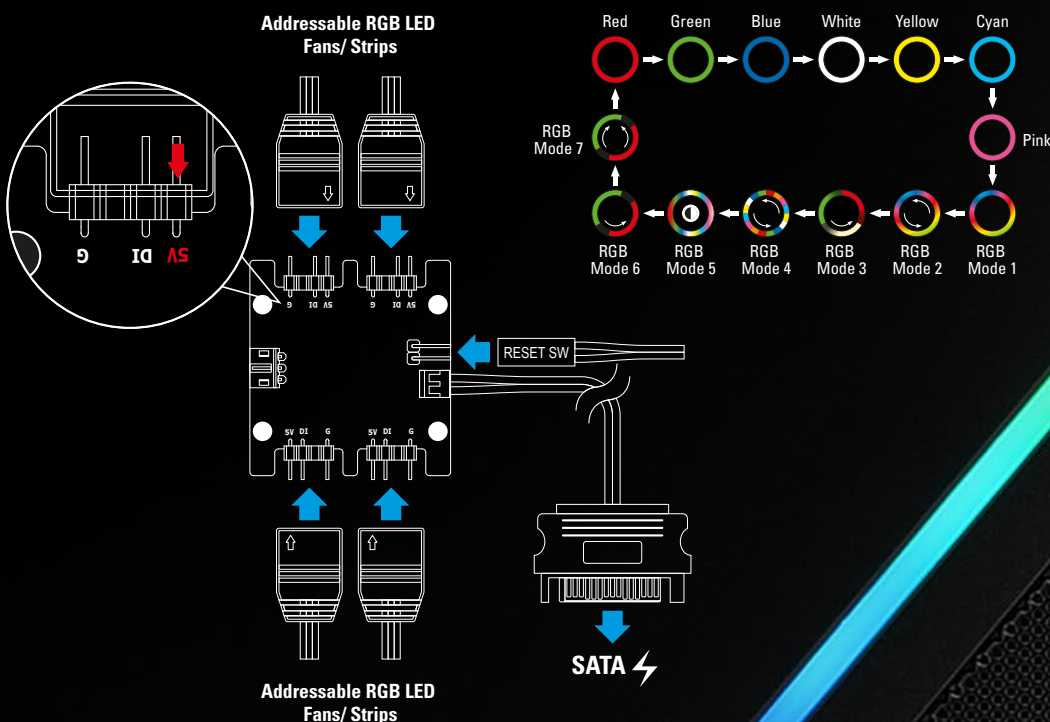 Addressable RGB LED
Fans/ Strips
Red
Green
Blue
White
Yellow
Cyan
RGB
Mode 7
Pink
RGB
Mode 6
RGB
Mode 5
RGB
Mode 4
RGB
Mode 3
RGB
Mode 2
RGB
Mode 1
G DI 5V
G DI 5V
G DI 5V
RESET SW
5V DI G
5V DI G
SATA
Addressable RGB LED
Fans/ Strips